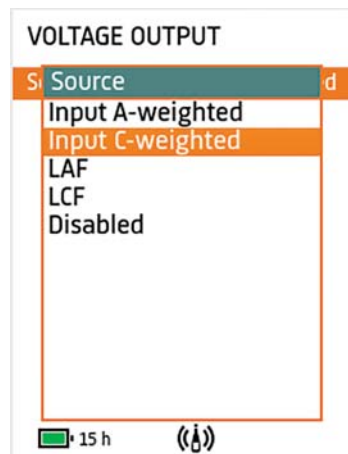 VOLTAGE OUTPUT
Source
Input A-weighted
Input C-weighted
LAF
LCF
Disabled
15 h